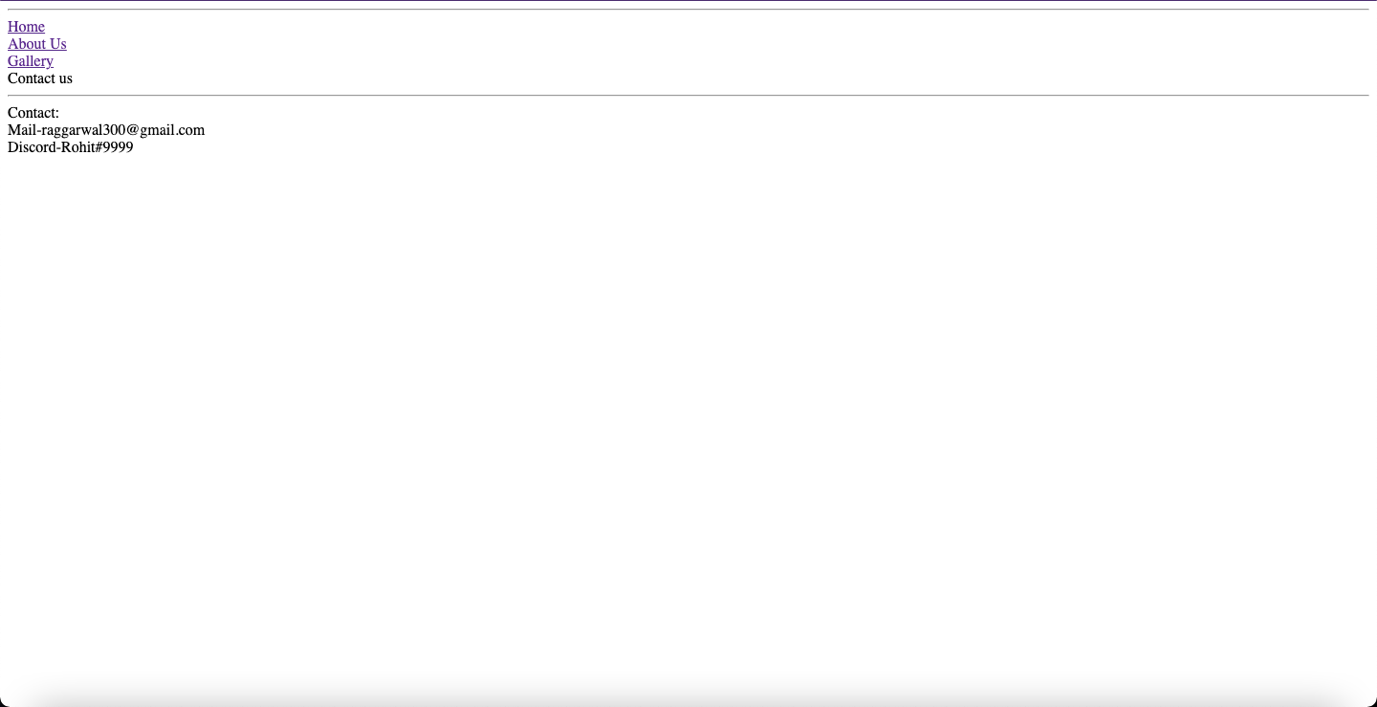 Home
About Us
Gallery
Contact us
Contact:
Mail-raggarwal300@gmail.com
Discord-Rohit#9999